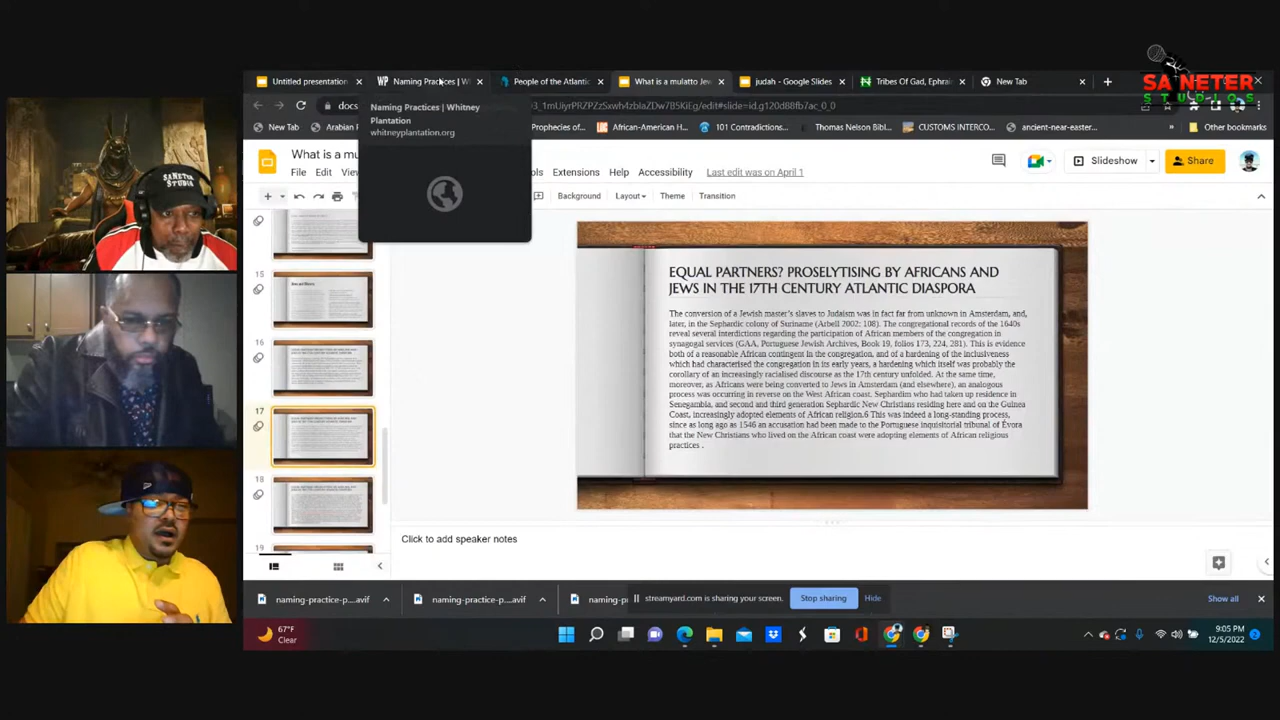 SA NETER
STUDIOS
SANETER
STUDIO
Untitled presentation
Naming Practices | W
People of the Atlantic
What is a mulatto Jew
judah - Google Slides
Tribes Of Gad, Ephrai
New Tab
docs
3_1mUiyrPRZPZzSxwh4zbIaZDw7B5KiEg/edit#slide=id.g120d88fb7ac_0_0
Naming Practices | Whitney
Plantation
whitneyplantation.org
New Tab
Arabian
Prophecies of...
African-American H...
101 Contradictions...
Thomas Nelson Bibl...
CUSTOMS INTERCO...
ancient-near-easter...
»
Other bookmarks
What is a mu
File
Edit
Vie
ols
Extensions
Help
Accessibility
Last edit was on April 1
Slideshow
Share
Background
Layout
Theme
Transition
15
16
17
18
19
EQUAL PARTNERS? PROSELYTISING BY AFRICANS AND
JEWS IN THE 17TH CENTURY ATLANTIC DIASPORA
The conversion of a Jewish master's slaves to Judaism was in fact far from unknown in Amsterdam, and,
later, in the Sephardic colony of Suriname (Arbell 2002: 108). The congregational records of the 1640s
reveal several interdictions regarding the participation of African members of the congregation in
synagogal services (GAA, Portuguese Jewish Archives, Book 19, folios 173, 224, 281). This is evidence
both of a reasonable African contingent in the congregation, and of a hardening of the inclusiveness
which had characterised the congregation in its early years, a hardening which itself was probably the
corollary of an increasingly racialised discourse as the 17th century unfolded. At the same time,
moreover, as Africans were being converted to Jews in Amsterdam (and elsewhere), an analogous
process was occurring in reverse on the West African coast. Sephardim who had taken up residence in
Senegambia, and second and third generation Sephardic New Christians residing here and on the Guinea
Coast, increasingly adopted elements of African religion.6 This was indeed a long-standing process,
since as long ago as 1546 an accusation had been made to the Portuguese inquisitorial tribunal of Évora
that the New Christians who lived on the African coast were adopting elements of African religious
practices .
Click to add speaker notes
naming-practice-p....avif
naming-practice-p....avif
naming-p
streamyard.com is sharing your screen.
Stop sharing
Hide
Show all
67°F
Clear
9:05 PM
12/5/2022
2